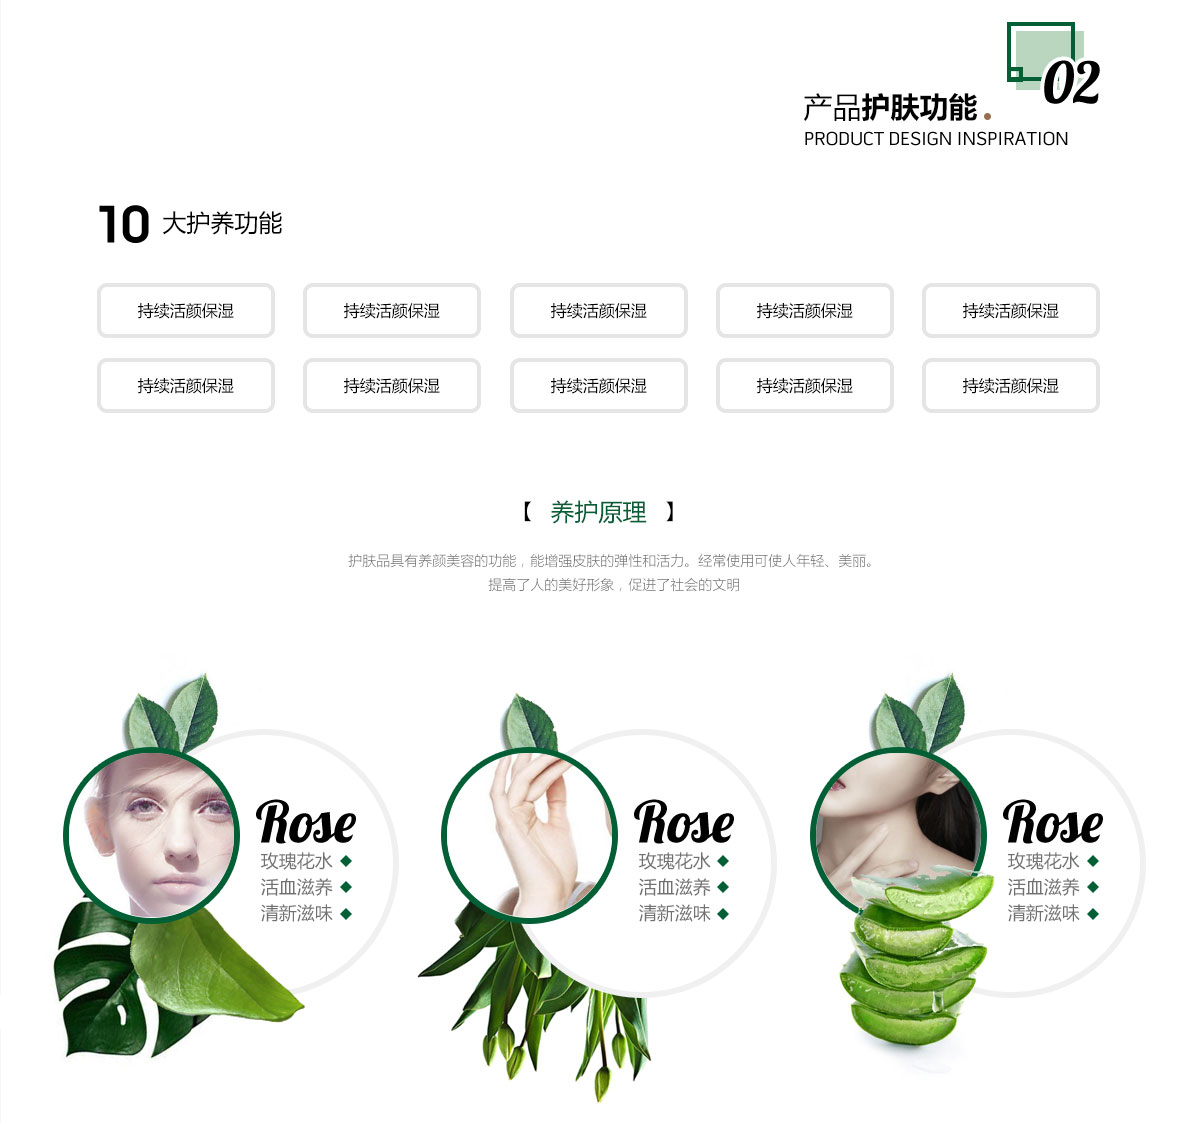 02
产品护肤功能.
PRODUCT DESIGN INSPIRATION
10 大护养功能
持续活颜保湿 持续活颜保湿 持续活颜保湿 持续活颜保湿 持续活颜保湿
持续活颜保湿 持续活颜保湿 持续活颜保湿 持续活颜保湿 持续活颜保湿
【 养护原理 】
护肤品具有养颜美容的功能，能增强皮肤的弹性和活力。经常使用可使人年轻、美丽。
提高了人的美好形象，促进了社会的文明
Rose
玫瑰花水 ◆
活血滋养 ◆
清新滋味 ◆
Rose
玫瑰花水 ◆
活血滋养 ◆
清新滋味 ◆
Rose
玫瑰花水 ◆
活血滋养 ◆
清新滋味 ◆